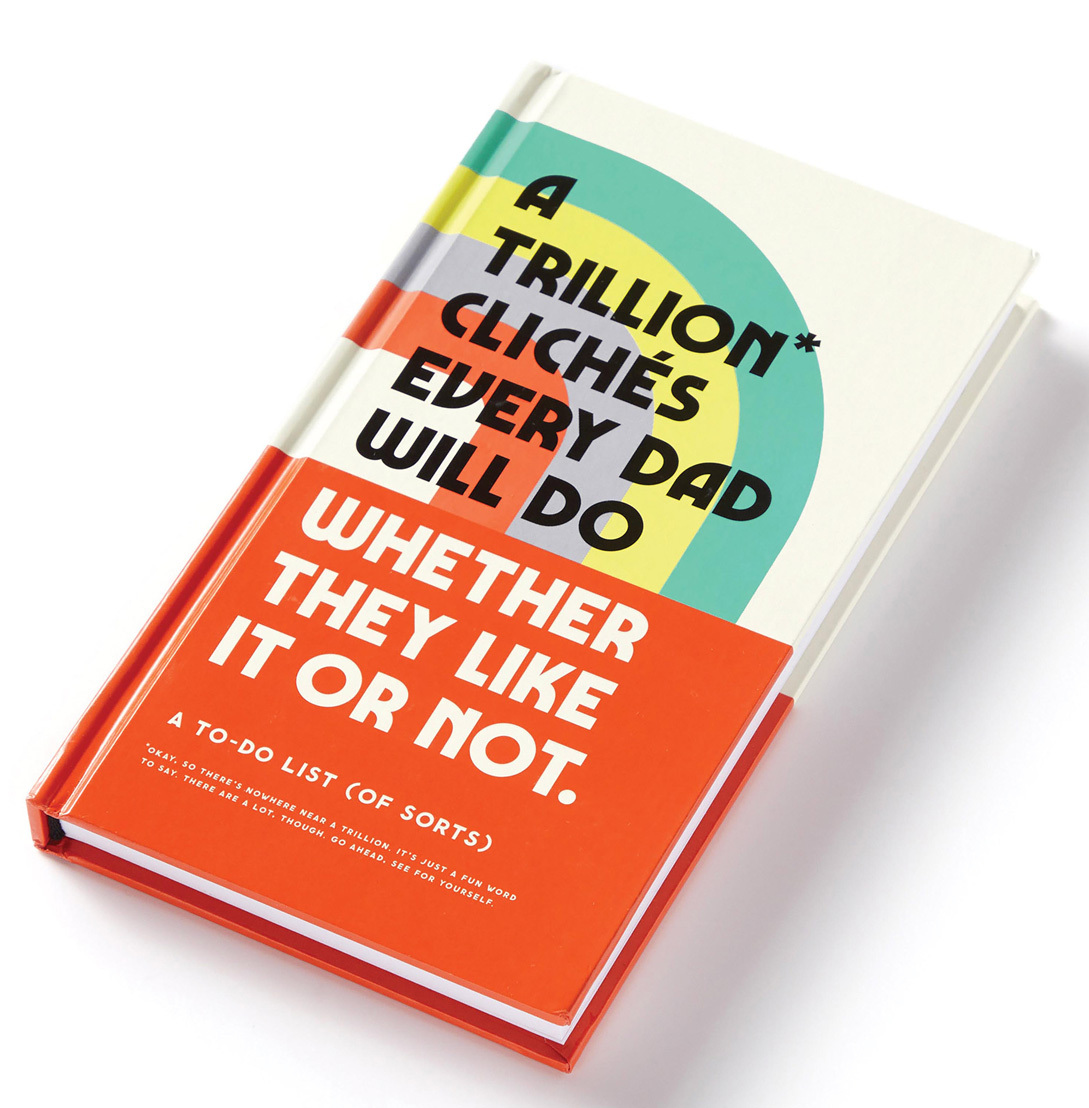 A
TRILLION*
CLICHÉS
EVERY DAD
WILL DO
WHETHER
THEY LIKE
IT OR NOT.
A TO-DO LIST (OF SORTS)
*OKAY, SO THERE'S NOWHERE NEAR A TRILLION. IT'S JUST A FUN WORD
TO SAY. THERE ARE A LOT, THOUGH. GO AHEAD, SEE FOR YOURSELF.